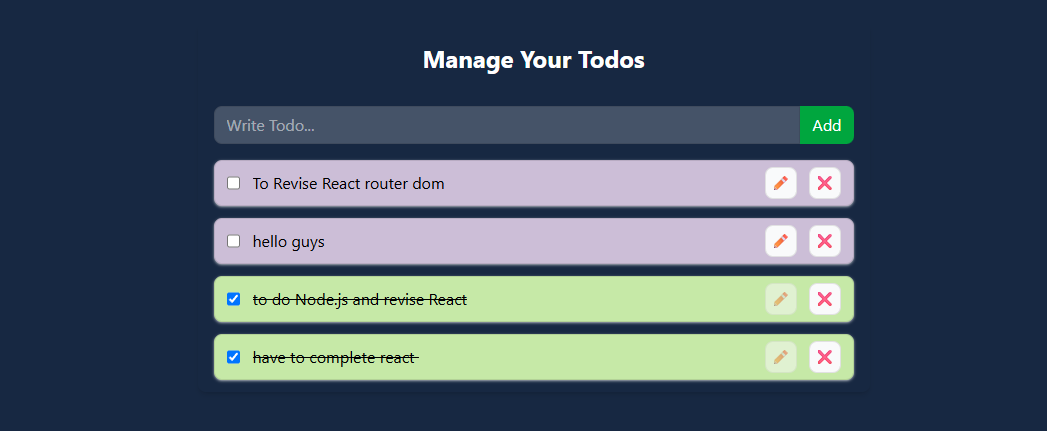 Manage Your Todos
Write Todo...
Add
To Revise React router dom
hello guys
to do Node.js and revise React
have to complete react